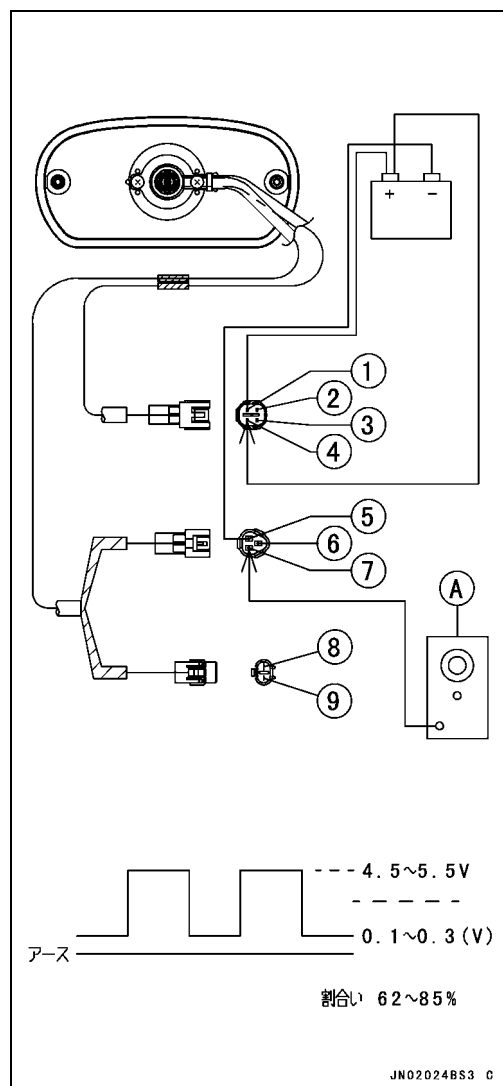 + −
①
②
③
④
⑤
⑥
⑦
Ⓐ
⑧
⑨
4.5~5.5V
0.1~0.3(V)
アース
割合い 62~85%
JN02024BS3 C